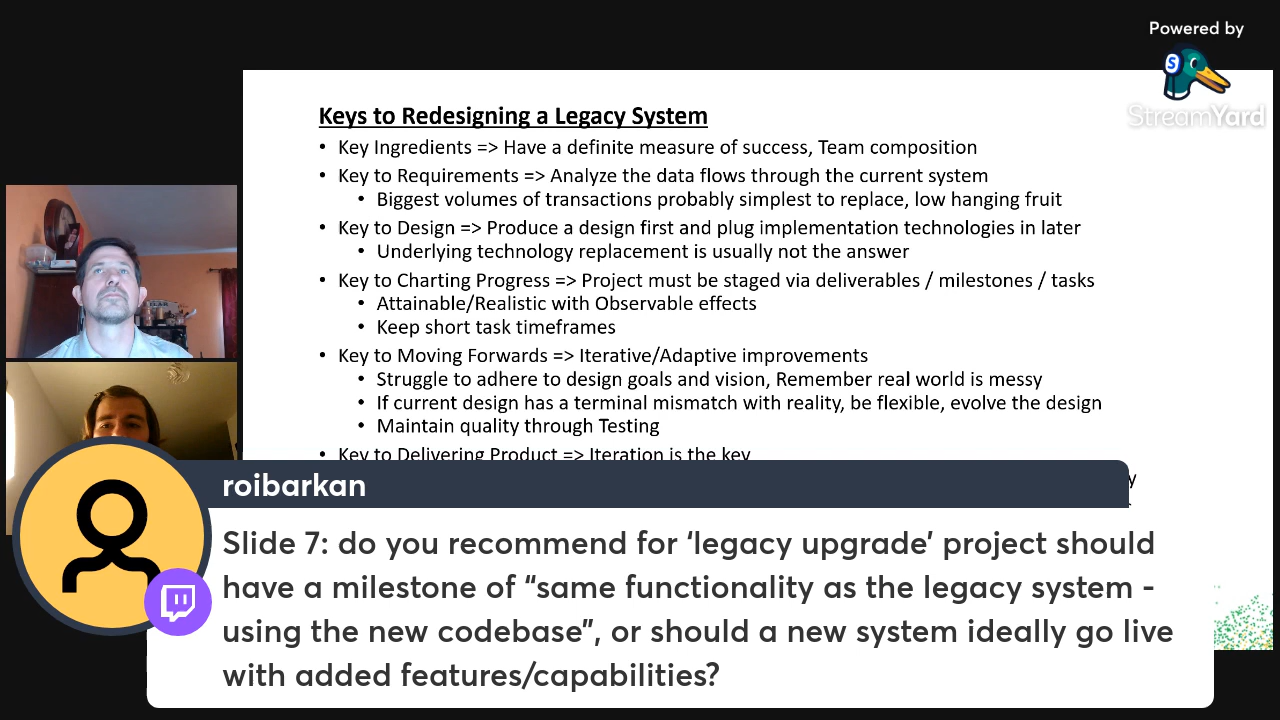 Powered by
S
StreamYard
Keys to Redesigning a Legacy System
• Key Ingredients => Have a definite measure of success, Team composition
• Key to Requirements => Analyze the data flows through the current system
• Biggest volumes of transactions probably simplest to replace, low hanging fruit
• Key to Design => Produce a design first and plug implementation technologies in later
• Underlying technology replacement is usually not the answer
• Key to Charting Progress => Project must be staged via deliverables / milestones / tasks
• Attainable/Realistic with Observable effects
• Keep short task timeframes
• Key to Moving Forwards => Iterative/Adaptive improvements
• Struggle to adhere to design goals and vision, Remember real world is messy
• If current design has a terminal mismatch with reality, be flexible, evolve the design
• Maintain quality through Testing
• Key to Delivering Product => Iteration is the key
roibarkan
Slide 7: do you recommend for ‘legacy upgrade’ project should
have a milestone of “same functionality as the legacy system -
using the new codebase”, or should a new system ideally go live
with added features/capabilities?